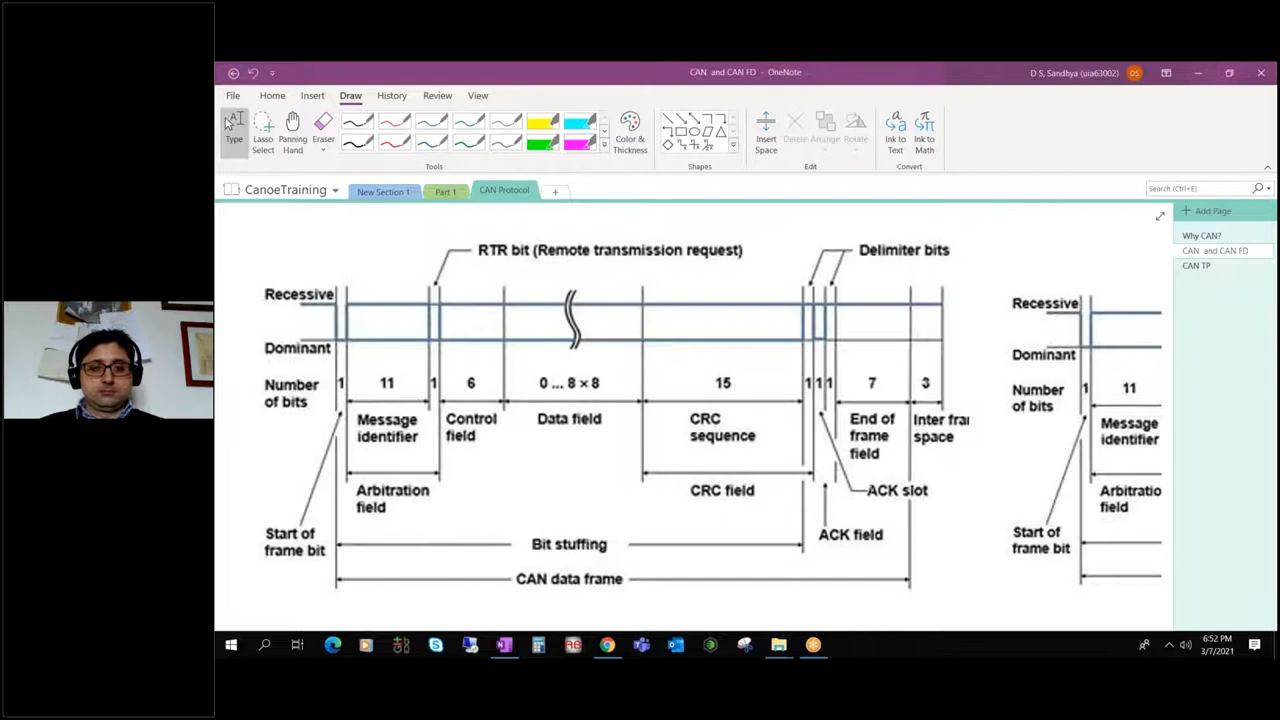 CAN and CAN FD - OneNote
D S, Sandhya (uia63002)
DS
File Home Insert Draw History Review View
Type
Lasso Select
Panning Hand
Eraser
Color & Thickness
Insert Space
Delete
Arrange
Rotate
Ink to Text
Ink to Math
Tools
Shapes
Edit
Convert
CanoeTraining
New Section 1
Part 1
CAN Protocol
Search (Ctrl+E)
Add Page
Why CAN?
CAN and CAN FD
CAN TP
RTR bit (Remote transmission request)
Delimiter bits
Recessive
Dominant
Number of bits
1 11 1 6 0 ... 8 × 8 15 1 1 1 7 3
Message identifier
Control field
Data field
CRC sequence
End of frame field
Inter frai space
Arbitration field
CRC field
ACK slot
Start of frame bit
Bit stuffing
ACK field
CAN data frame
Recessive
Dominant
Number of bits
1 11
Message identifier
Arbitratio field
Start of frame bit
6:52 PM
3/7/2021